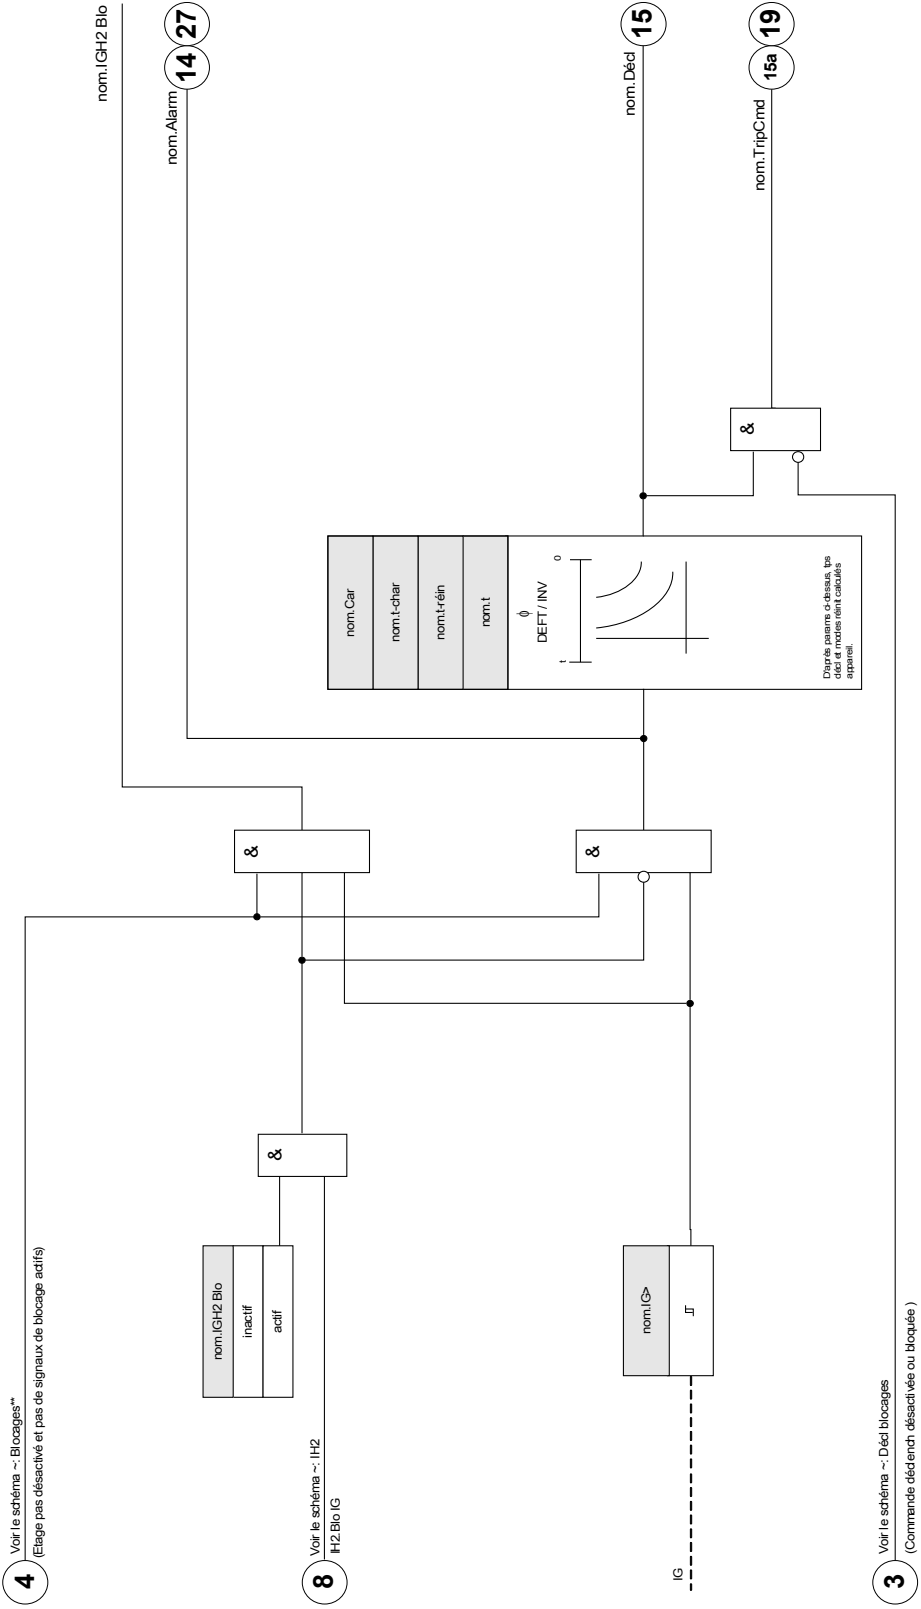 4
Voir le schéma ~: Blocages**
(Etage pas désactivé et pas de signaux de blocage actifs)
nom.IGH2 Blo
inactif
actif
8
Voir le schéma ~: IH2
IH2.Blo IG
&
&
nom.IGH2 Blo
nom.Alarm
14
27
IG
nom.IG>
&
nom.Car
nom.t-char
nom.t-réin
nom.t
ϕ
DEFT / INV
t
0
D'après params ci-dessus, tps
décl et modes réinit calculés
appareil.
nom.Décl
15
3
Voir le schéma ~: Décl blocages
(Commande déclench désactivée ou bloquée )
&
nom.TripCmd
15a
19